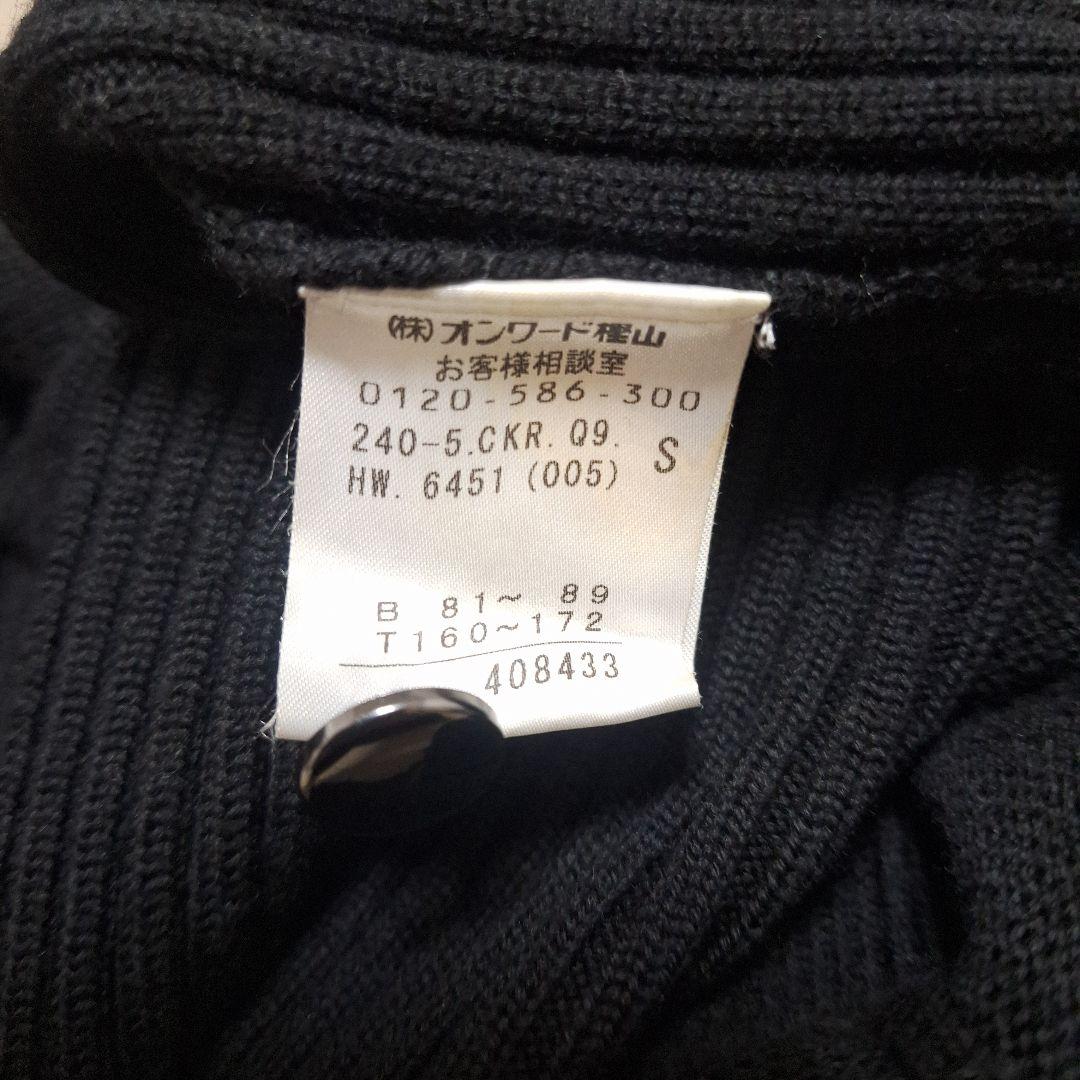 (株)オンワード樫山
お客様相談室
0120-586-300
240-5.CKR. Q9. S
HW. 6451 (005)
B 81~ 89
T160~172
408433